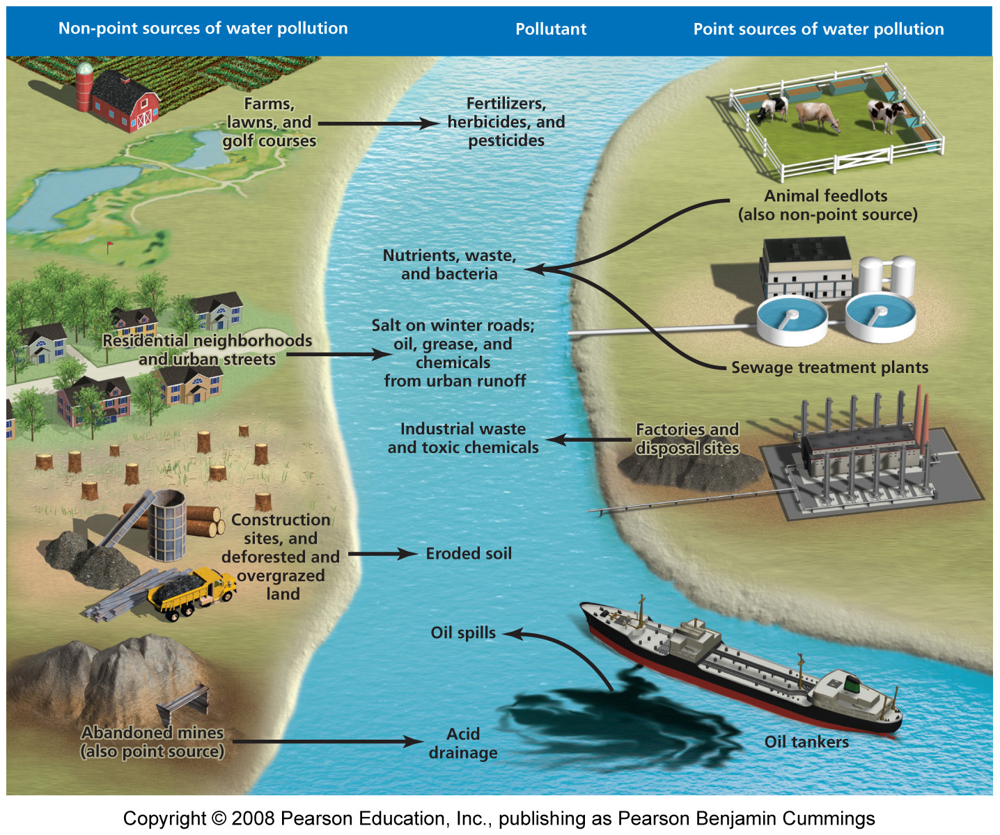 Non-point sources of water pollution
Pollutant
Point sources of water pollution
Farms,
lawns, and
golf courses
Fertilizers,
herbicides, and
pesticides
Animal feedlots
(also non-point source)
Nutrients, waste,
and bacteria
Residential neighborhoods
and urban streets
Salt on winter roads;
oil, grease, and
chemicals
from urban runoff
Sewage treatment plants
Industrial waste
and toxic chemicals
Factories and
disposal sites
Construction
sites, and
deforested and
overgrazed
land
Eroded soil
Oil spills
Abandoned mines
(also point source)
Acid
drainage
Oil tankers
Copyright © 2008 Pearson Education, Inc., publishing as Pearson Benjamin Cummings